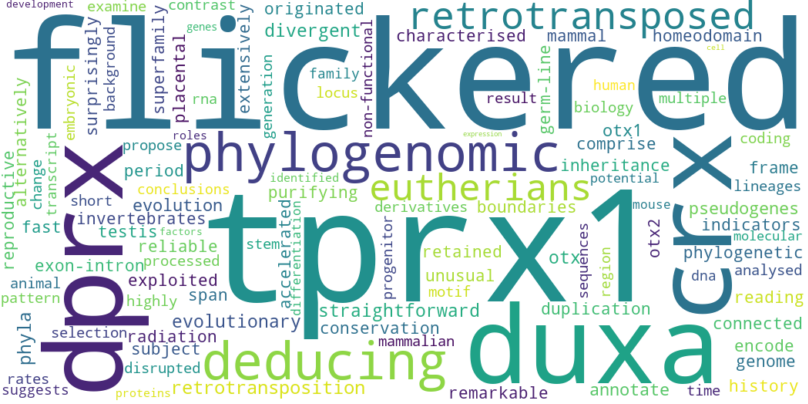 development
examine
contrast
originated
retrotransposed
flickered
surprisingly
background
superfamily
placental
genes
extensively
divergent
characterised
mammal
homeodomain
family
locus
non-functional
result
germ-line
human
cell
biology
multiple
embryonic
rna
generation
roles
expression
otx1
comprise
coding
reproductive
alternatively
change
transcript
propose
period
phylogenomic
inheritance
frame
dprx
short
conclusions
identified
purifying
eutherians
potential
lineages
crx
evolution
invertebrates
derivatives
boundaries
mouse
pseudogenes
fast
testis
factors
reliable
processed
stem
tprx1
accelerated
differentiation
progenitor
retained
otx
sequences
region
otx2
indicators
molecular
phylogenetic
dna
analysed
exon-intron
animal
exploited
unusual
motif
pattern
highly
span
straightforward
duplication
reading
connected
phyla
evolutionary
conservation
selection
radiation
mammalian
duxa
encode
subject
deducing
genome
rates
disrupted
suggests
proteins
retrotransposition
remarkable
annotate
time
history